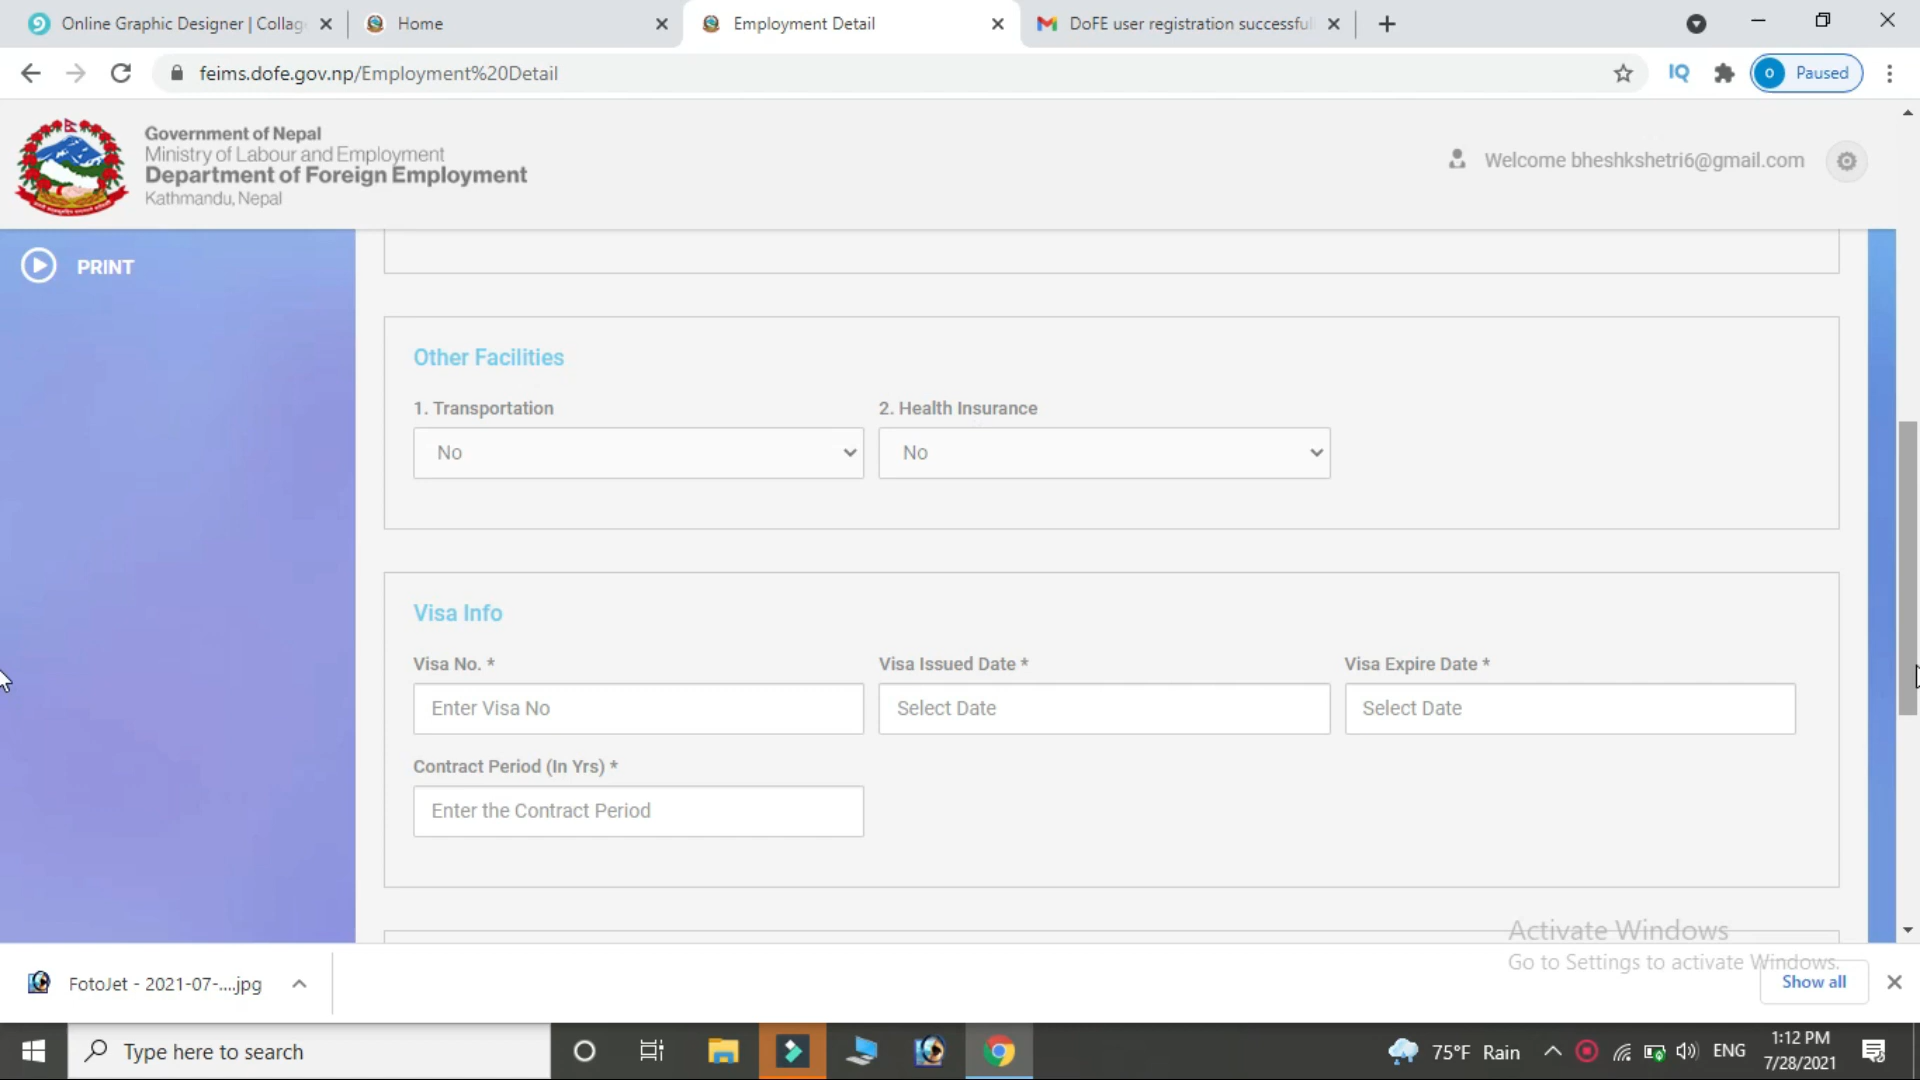 Online Graphic Designer | Collag
Home
Employment Detail
DoFE user registration successful
feims.dofe.gov.np/Employment%20Detail
IQ
O
Paused
Government of Nepal
Ministry of Labour and Employment
Department of Foreign Employment
Kathmandu, Nepal
Welcome bheshkshetri6@gmail.com
PRINT
Other Facilities
1. Transportation
2. Health Insurance
No
No
Visa Info
Visa No. *
Visa Issued Date *
Visa Expire Date *
Enter Visa No
Select Date
Select Date
Contract Period (In Yrs) *
Enter the Contract Period
Activate Windows
Go to Settings to activate Windows.
FotoJet - 2021-07-....jpg
Show all
Type here to search
75°F Rain
ENG
1:12 PM
7/28/2021